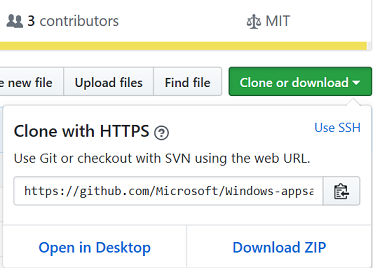 3 contributors
MIT
new file
Upload files
Find file
Clone or download
Clone with HTTPS
Use SSH
Use Git or checkout with SVN using the web URL.
https://github.com/Microsoft/Windows-appsa
Open in Desktop
Download ZIP